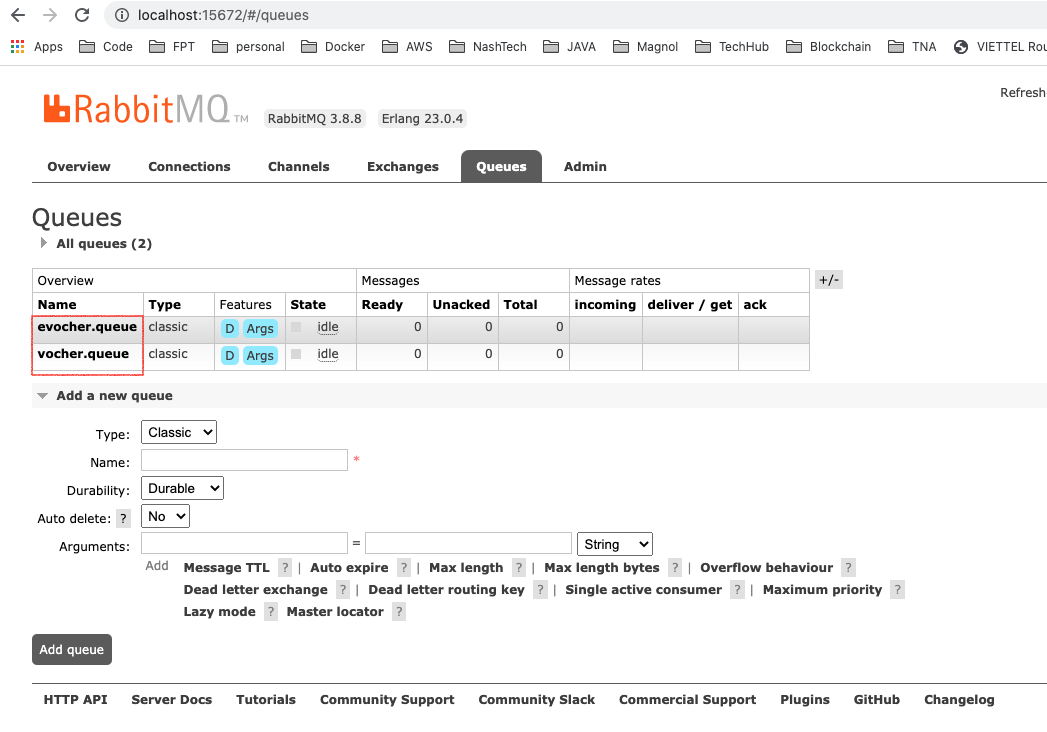 localhost:15672/#/queues
Apps Code FPT personal Docker AWS NashTech JAVA Magnol TechHub Blockchain TNA VIETTEL Rou
Refresh
RabbitMQ TM RabbitMQ 3.8.8 Erlang 23.0.4
Overview Connections Channels Exchanges Queues Admin
Queues
All queues (2)
Overview Messages Message rates +/-
Name Type Features State Ready Unacked Total incoming deliver / get ack
evocher.queue classic D Args idle 0 0 0
vocher.queue classic D Args idle 0 0 0
Add a new queue
Type: Classic
Name: *
Durability: Durable
Auto delete: ? No
Arguments: = String
Add Message TTL ? | Auto expire ? | Max length ? | Max length bytes ? | Overflow behaviour ?
Dead letter exchange ? | Dead letter routing key ? | Single active consumer ? | Maximum priority ?
Lazy mode ? Master locator ?
Add queue
HTTP API Server Docs Tutorials Community Support Community Slack Commercial Support Plugins GitHub Changelog